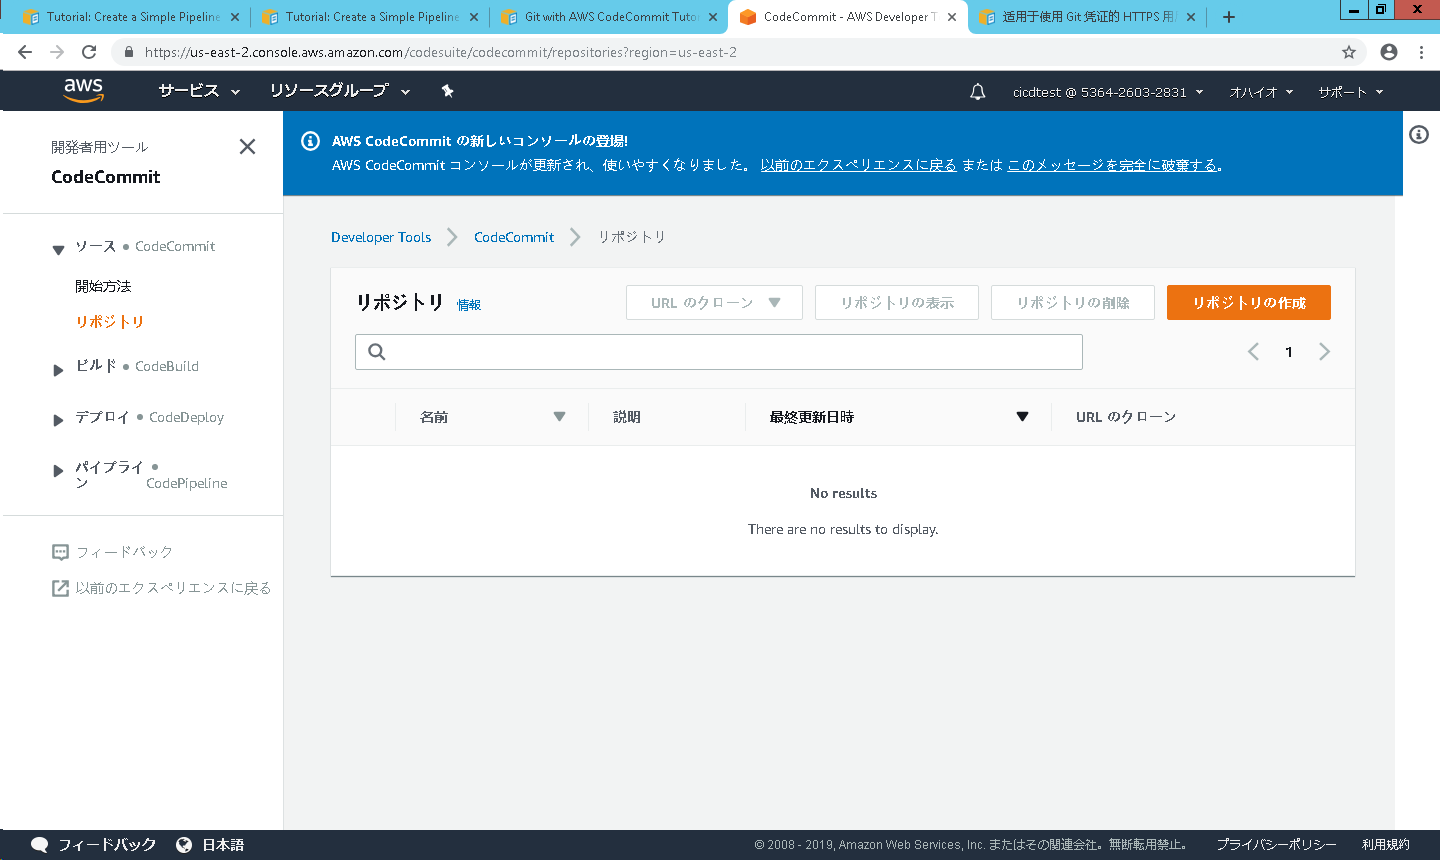 Tutorial: Create a Simple Pipeline
Tutorial: Create a Simple Pipeline
Git with AWS CodeCommit Tuto
CodeCommit - AWS Developer T
适用于使用 Git 凭证的 HTTPS 用
https://us-east-2.console.aws.amazon.com/codesuite/codecommit/repositories?region=us-east-2
aws
サービス
リソースグループ
cicdtest @ 5364-2603-2831
オハイオ
サポート
開発者用ツール
CodeCommit
ソース • CodeCommit
開始方法
リポジトリ
ビルド • CodeBuild
デプロイ • CodeDeploy
パイプライン • CodePipeline
フィードバック
以前のエクスペリエンスに戻る
AWS CodeCommit の新しいコンソールの登場!
AWS CodeCommit コンソールが更新され、使いやすくなりました。 以前のエクスペリエンスに戻る または このメッセージを完全に破棄する。
Developer Tools
CodeCommit
リポジトリ
リポジトリ 情報
URL のクローン
リポジトリの表示
リポジトリの削除
リポジトリの作成
1
名前
説明
最終更新日時
URL のクローン
No results
There are no results to display.
フィードバック
日本語
© 2008 - 2019, Amazon Web Services, Inc. またはその関連会社。無断転用禁止。
プライバシーポリシー
利用規約